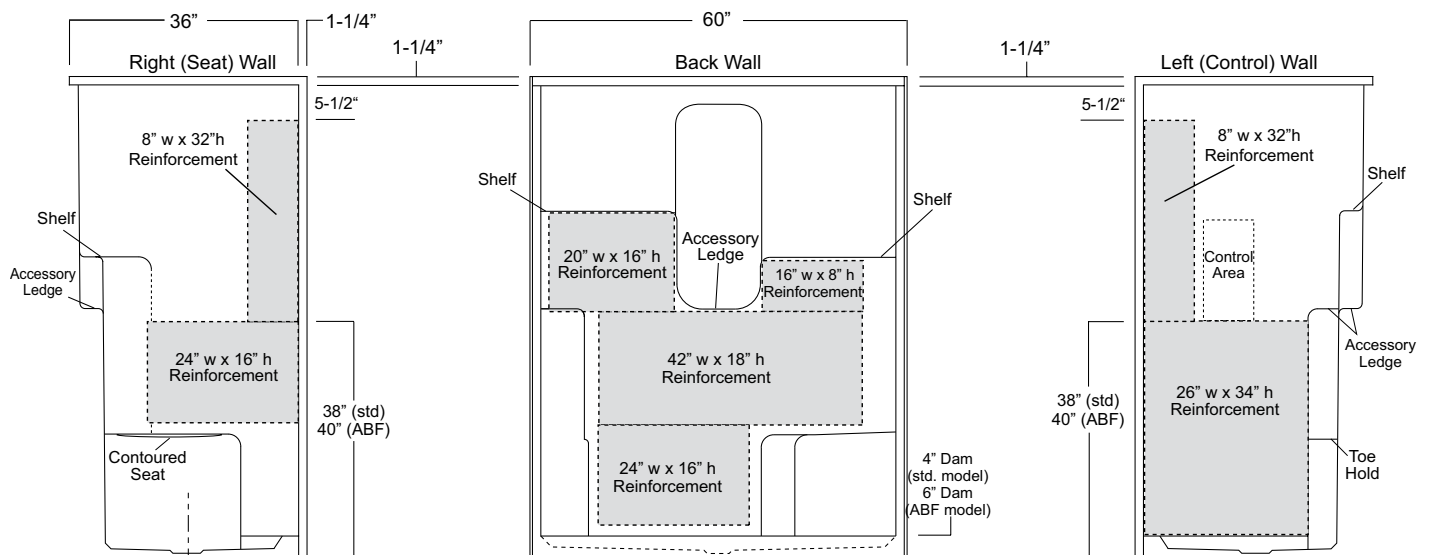 36”
1-1/4”
60”
1-1/4”
1-1/4”
Right (Seat) Wall
Back Wall
Left (Control) Wall
5-1/2“
5-1/2“
8” w x 32”h
Reinforcement
Shelf
Accessory
Ledge
24” w x 16” h
Reinforcement
38” (std)
40” (ABF)
Contoured
Seat
Shelf
20” w x 16” h
Reinforcement
Accessory
Ledge
Shelf
16” w x 8” h
Reinforcement
42” w x 18” h
Reinforcement
24” w x 16” h
Reinforcement
4” Dam
(std. model)
6” Dam
(ABF model)
8” w x 32”h
Reinforcement
Shelf
Control
Area
Accessory
Ledge
38” (std)
40” (ABF)
26” w x 34” h
Reinforcement
Toe
Hold